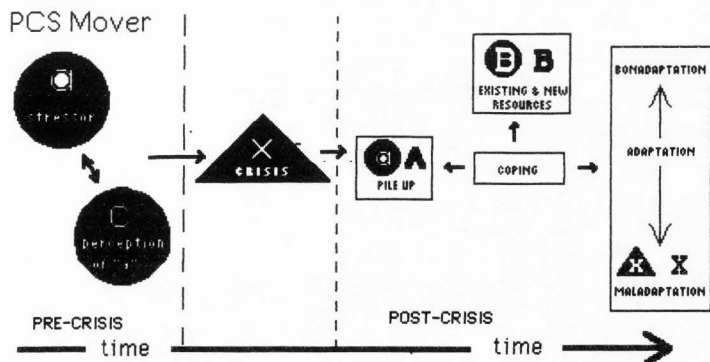 PCS Mover
a
stressor
C
perception
of "a"
X
CRISIS
a A
PILE UP
B B
EXISTING & NEW
RESOURCES
COPING
BONADAPTATION
ADAPTATION
X X
MALADAPTATION
PRE-CRISIS
POST-CRISIS
time
time